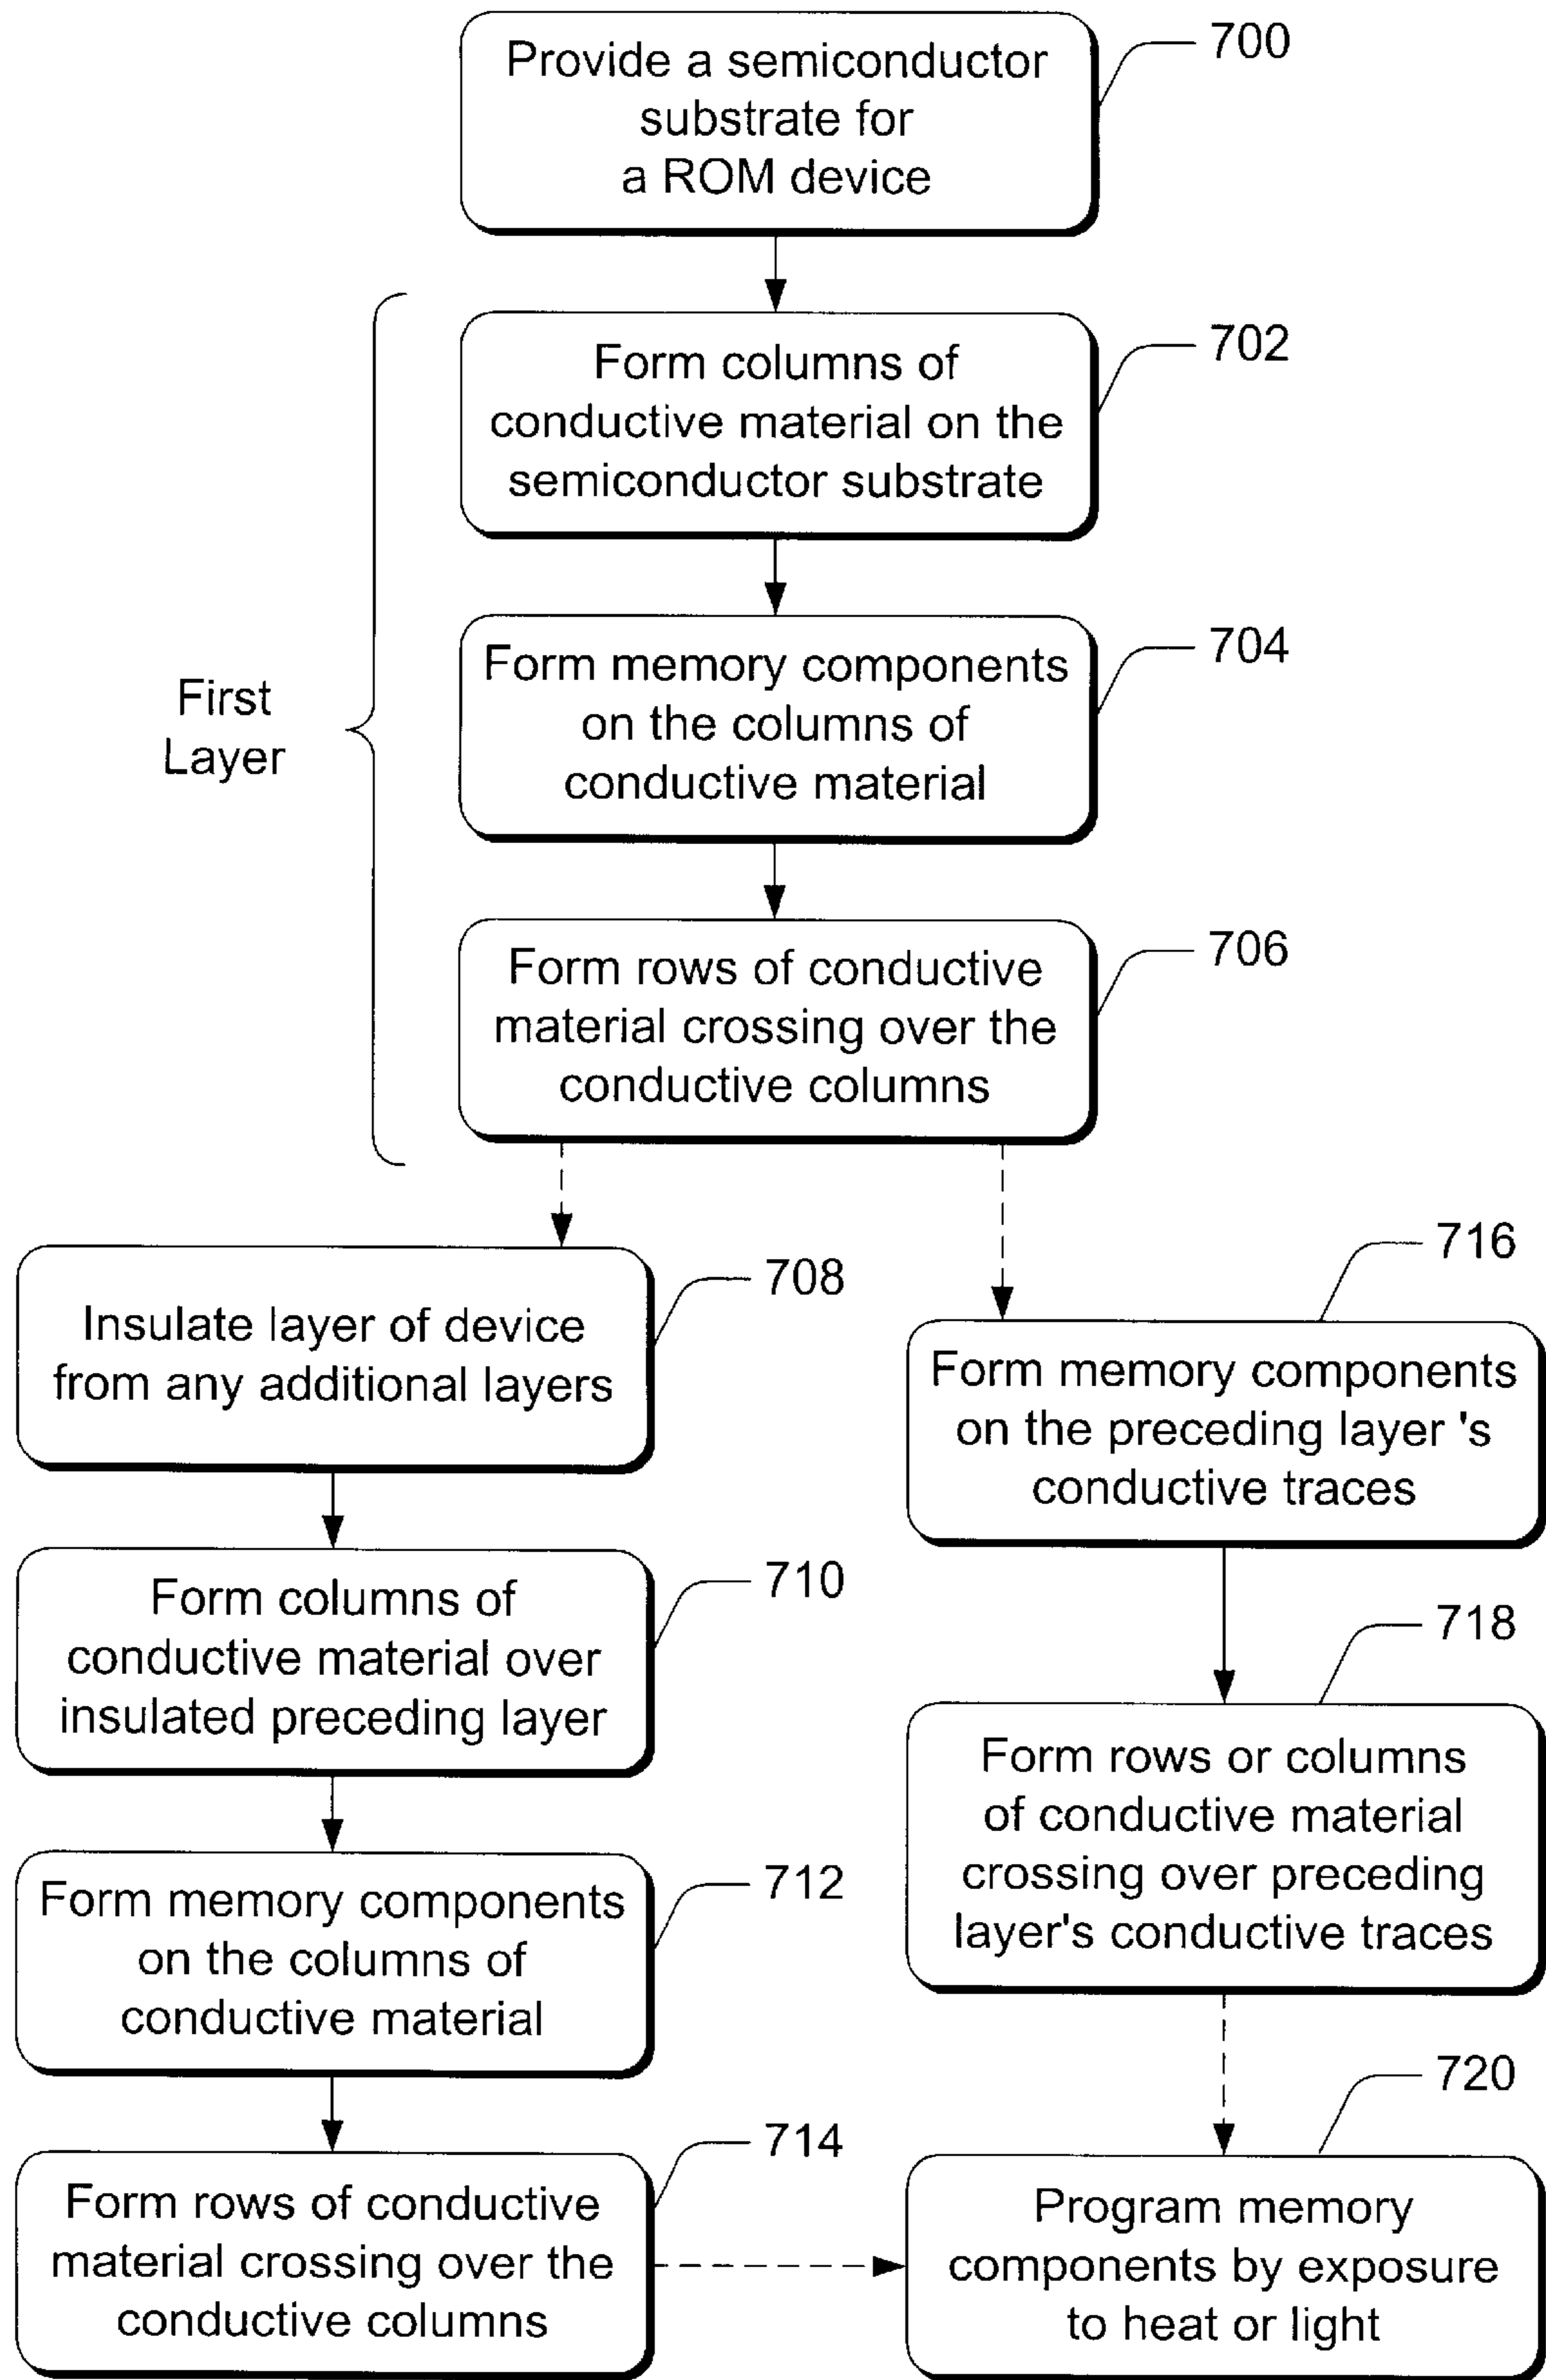 Provide a semiconductor
substrate for
a ROM device
700
Form columns of
conductive material on the
semiconductor substrate
702
First
Layer
Form memory components
on the columns of
conductive material
704
Form rows of conductive
material crossing over the
conductive columns
706
Insulate layer of device
from any additional layers
708
Form columns of
conductive material over
insulated preceding layer
710
Form memory components
on the columns of
conductive material
712
Form rows of conductive
material crossing over the
conductive columns
714
Form memory components
on the preceding layer 's
conductive traces
716
Form rows or columns
of conductive material
crossing over preceding
layer's conductive traces
718
Program memory
components by exposure
to heat or light
720